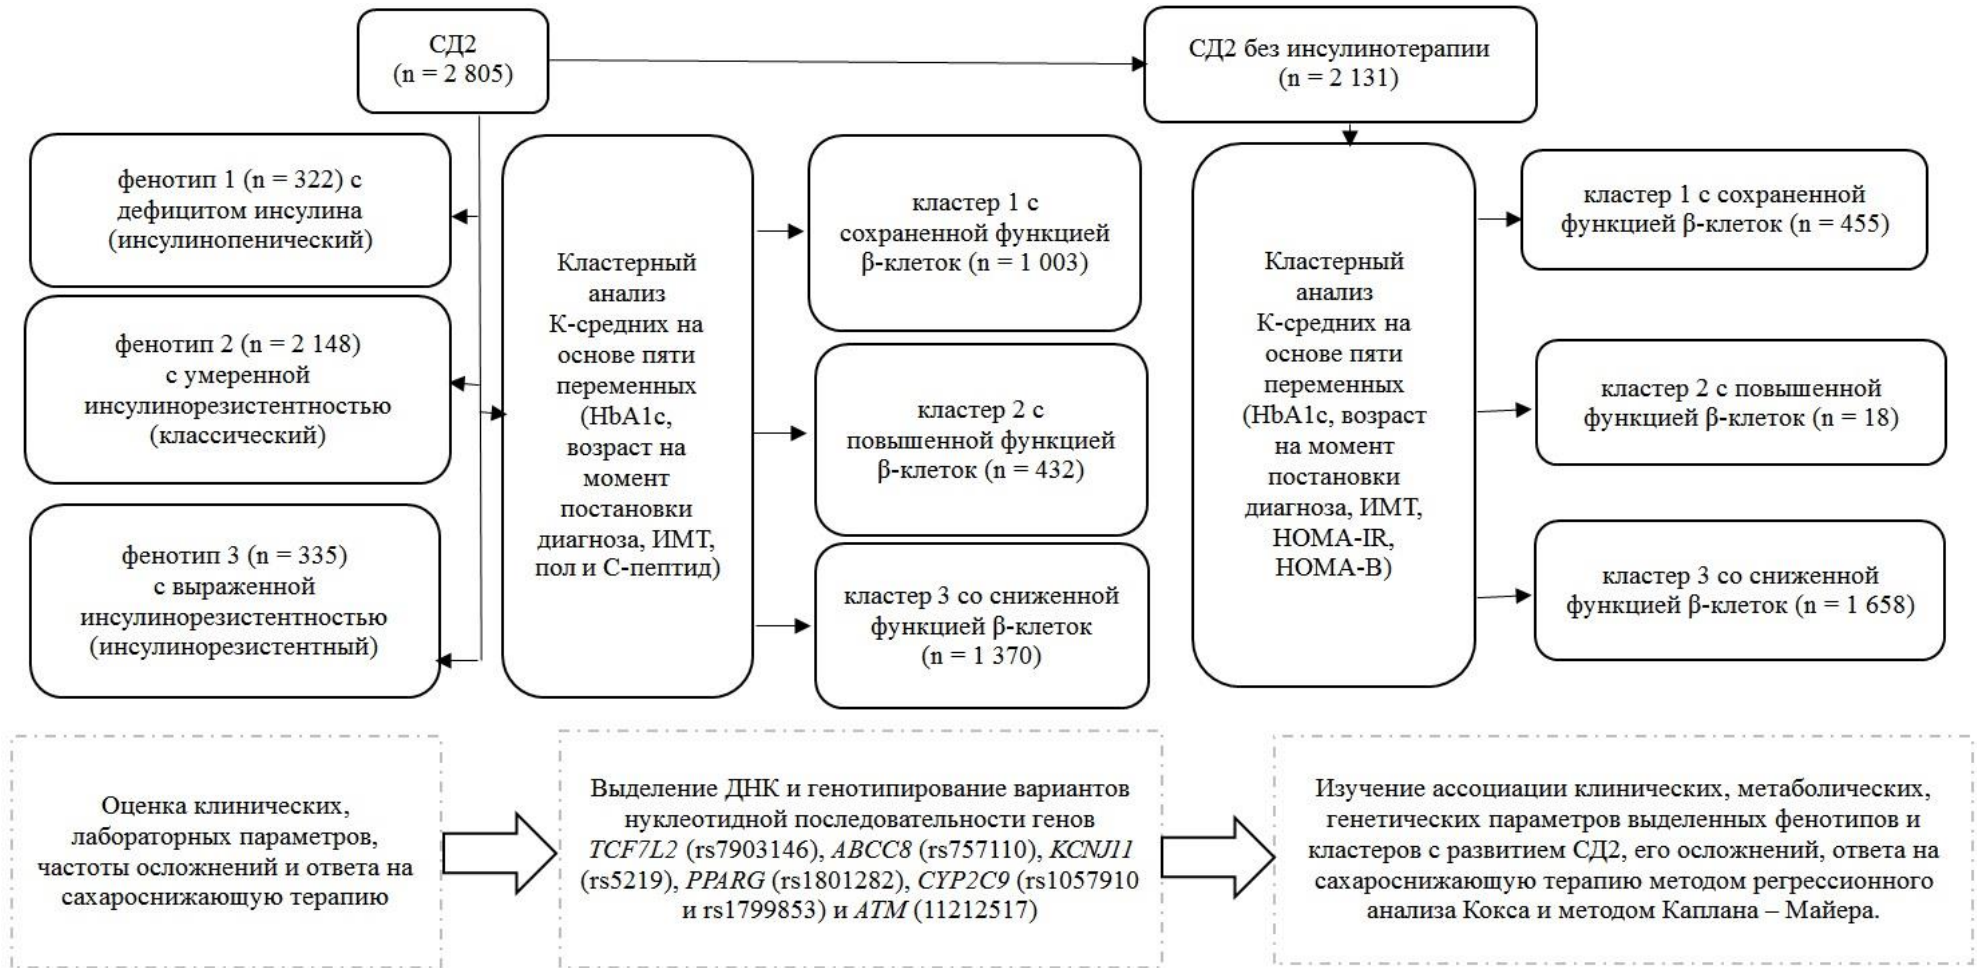 СД2
(n = 2 805)
СД2 без инсулинотерапии
(n = 2 131)
фенотип 1 (n = 322) с
дефицитом инсулина
(инсулинопенический)
фенотип 2 (n = 2 148)
с умеренной
инсулинорезистентностью
(классический)
фенотип 3 (n = 335)
с выраженной
инсулинорезистентностью
(инсулинорезистентный)
Кластерный
анализ
К-средних на
основе пяти
переменных
(HbA1c,
возраст на
момент
постановки
диагноза, ИМТ,
пол и С-пептид)
кластер 1 с
сохраненной функцией
β-клеток (n = 1 003)
кластер 2 с
повышенной функцией
β-клеток (n = 432)
кластер 3 со сниженной
функцией β-клеток
(n = 1 370)
Кластерный
анализ
К-средних на
основе пяти
переменных
(HbA1c, возраст
на момент
постановки
диагноза, ИМТ,
HOMA-IR,
HOMA-B)
кластер 1 с сохраненной
функцией β-клеток (n = 455)
кластер 2 с повышенной
функцией β-клеток (n = 18)
кластер 3 со сниженной
функцией β-клеток (n = 1 658)
Оценка клинических,
лабораторных параметров,
частоты осложнений и ответа на
сахароснижающую терапию
Выделение ДНК и генотипирование вариантов
нуклеотидной последовательности генов
TCF7L2 (rs7903146), ABCC8 (rs757110), KCNJ11
(rs5219), PPARG (rs1801282), CYP2C9 (rs1057910
и rs1799853) и ATM (11212517)
Изучение ассоциации клинических, метаболических,
генетических параметров выделенных фенотипов и
кластеров с развитием СД2, его осложнений, ответа на
сахароснижающую терапию методом регрессионного
анализа Кокса и методом Каплана – Майера.